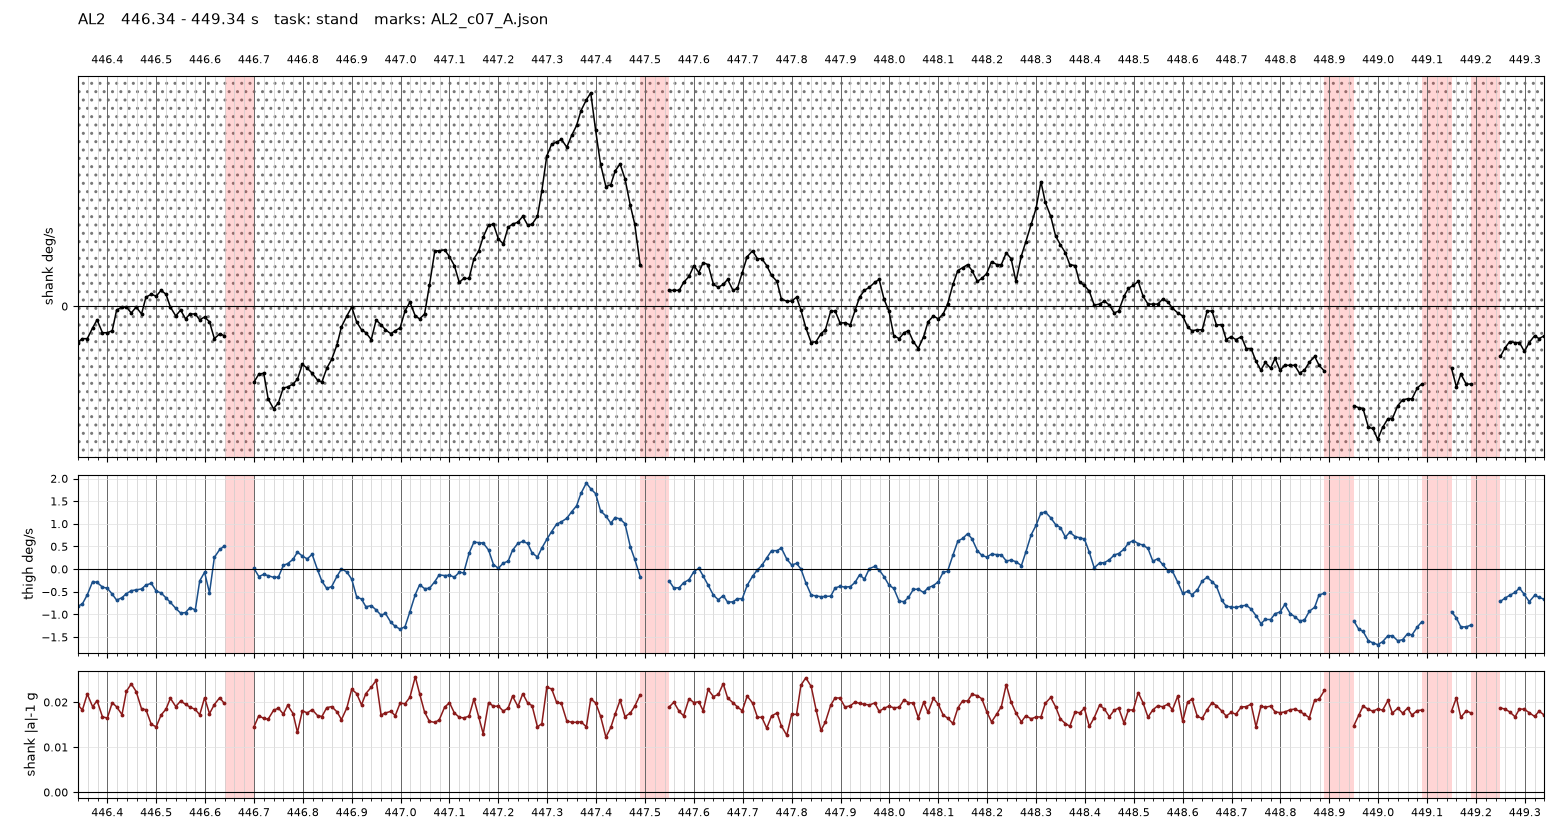 AL2   446.34 - 449.34 s   task: stand   marks: AL2_c07_A.json
446.4 446.5 446.6 446.7 446.8 446.9 447.0 447.1 447.2 447.3 447.4 447.5 447.6 447.7 447.8 447.9 448.0 448.1 448.2 448.3 448.4 448.5 448.6 448.7 448.8 448.9 449.0 449.1 449.2 449.3
shank deg/s
0
thigh deg/s
2.0
1.5
1.0
0.5
0.0
−0.5
−1.0
−1.5
shank |a|-1 g
0.02
0.01
0.00
446.4 446.5 446.6 446.7 446.8 446.9 447.0 447.1 447.2 447.3 447.4 447.5 447.6 447.7 447.8 447.9 448.0 448.1 448.2 448.3 448.4 448.5 448.6 448.7 448.8 448.9 449.0 449.1 449.2 449.3